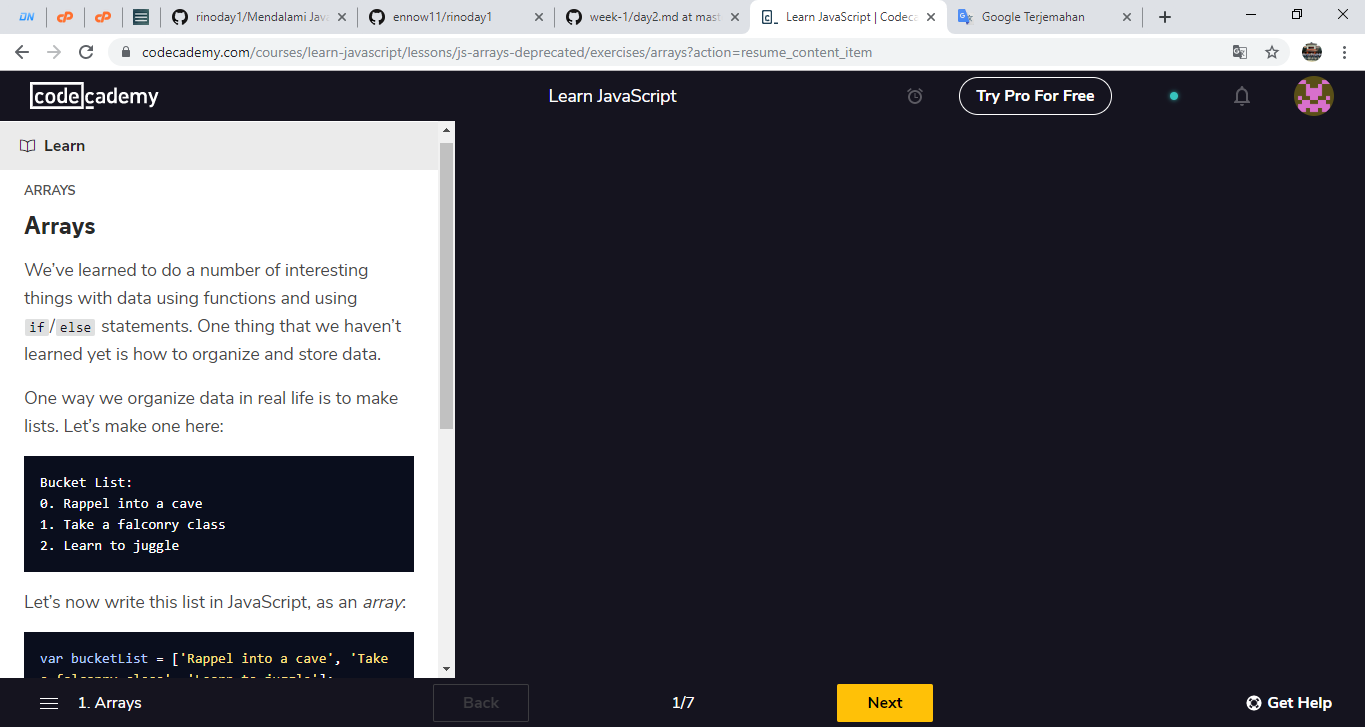 DN
cP
cP
rinoday1/Mendalami Java
ennow11/rinoday1
week-1/day2.md at mast
Learn JavaScript | Codeca
Google Terjemahan
codecademy.com/courses/learn-javascript/lessons/js-arrays-deprecated/exercises/arrays?action=resume_content_item
codecademy
Learn JavaScript
Try Pro For Free
Learn
ARRAYS
Arrays
We’ve learned to do a number of interesting
things with data using functions and using
if/else statements. One thing that we haven’t
learned yet is how to organize and store data.
One way we organize data in real life is to make
lists. Let’s make one here:
Bucket List:
0. Rappel into a cave
1. Take a falconry class
2. Learn to juggle
Let’s now write this list in JavaScript, as an array:
var bucketList = ['Rappel into a cave', 'Take
a falconry class', 'Learn to juggle'];
1. Arrays
Back
1/7
Next
Get Help